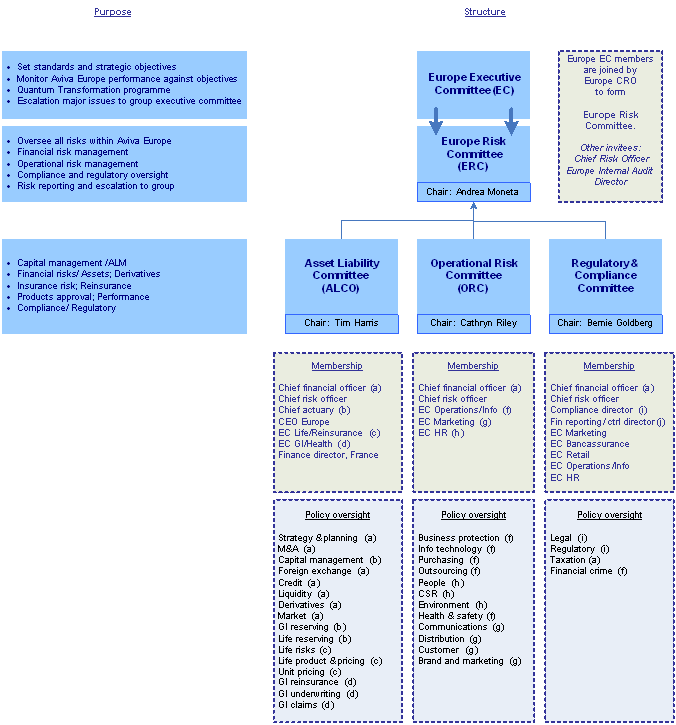 Purpose
Structure
• Set standards and strategic objectives
• Monitor Aviva Europe performance against objectives
• Quantum Transformation programme
• Escalation major issues to group executive committee
Europe Executive
Committee (EC)
Europe EC members
are joined by
Europe CRO
to form
Europe Risk
Committee.
Other invitees:
Chief Risk Officer
Europe Internal Audit
Director
• Oversee all risks within Aviva Europe
• Financial risk management
• Operational risk management
• Compliance and regulatory oversight
• Risk reporting and escalation to group
Europe Risk
Committee
(ERC)
Chair: Andrea Moneta
• Capital management /ALM
• Financial risks/ Assets; Derivatives
• Insurance risk; Reinsurance
• Products approval; Performance
• Compliance/ Regulatory
Asset Liability
Committee
(ALCO)
Chair: Tim Harris
Operational Risk
Committee
(ORC)
Chair: Cathryn Riley
Regulatory &
Compliance
Committee
Chair: Bernie Goldberg
Membership
Chief financial officer (a)
Chief risk officer
Chief actuary (b)
CEO Europe
EC Life/Reinsurance (c)
EC GI/Health (d)
Finance director, France
Membership
Chief financial officer (a)
Chief risk officer
EC Operations/Info (f)
EC Marketing (g)
EC HR (h)
Membership
Chief financial officer (a)
Chief risk officer
Compliance director (i)
Fin reporting / ctrl director (j)
EC Marketing
EC Bancassurance
EC Retail
EC Operations/Info
EC HR
Policy oversight
Strategy & planning (a)
M&A (a)
Capital management (b)
Foreign exchange (a)
Credit (a)
Liquidity (a)
Derivatives (a)
Market (a)
GI reserving (b)
Life reserving (b)
Life risks (c)
Life product & pricing (c)
Unit pricing (c)
GI reinsurance (d)
GI underwriting (d)
GI claims (d)
Policy oversight
Business protection (f)
Info technology (f)
Purchasing (f)
Outsourcing (f)
People (h)
CSR (h)
Environment (h)
Health & safety (f)
Communications (g)
Distribution (g)
Customer (g)
Brand and marketing (g)
Policy oversight
Legal (i)
Regulatory (i)
Taxation (a)
Financial crime (f)